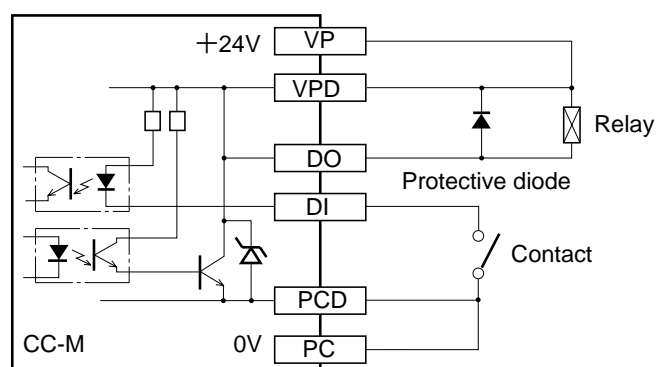 +24V
VP
VPD
Relay
DO
Protective diode
DI
Contact
PCD
CC-M
0V
PC